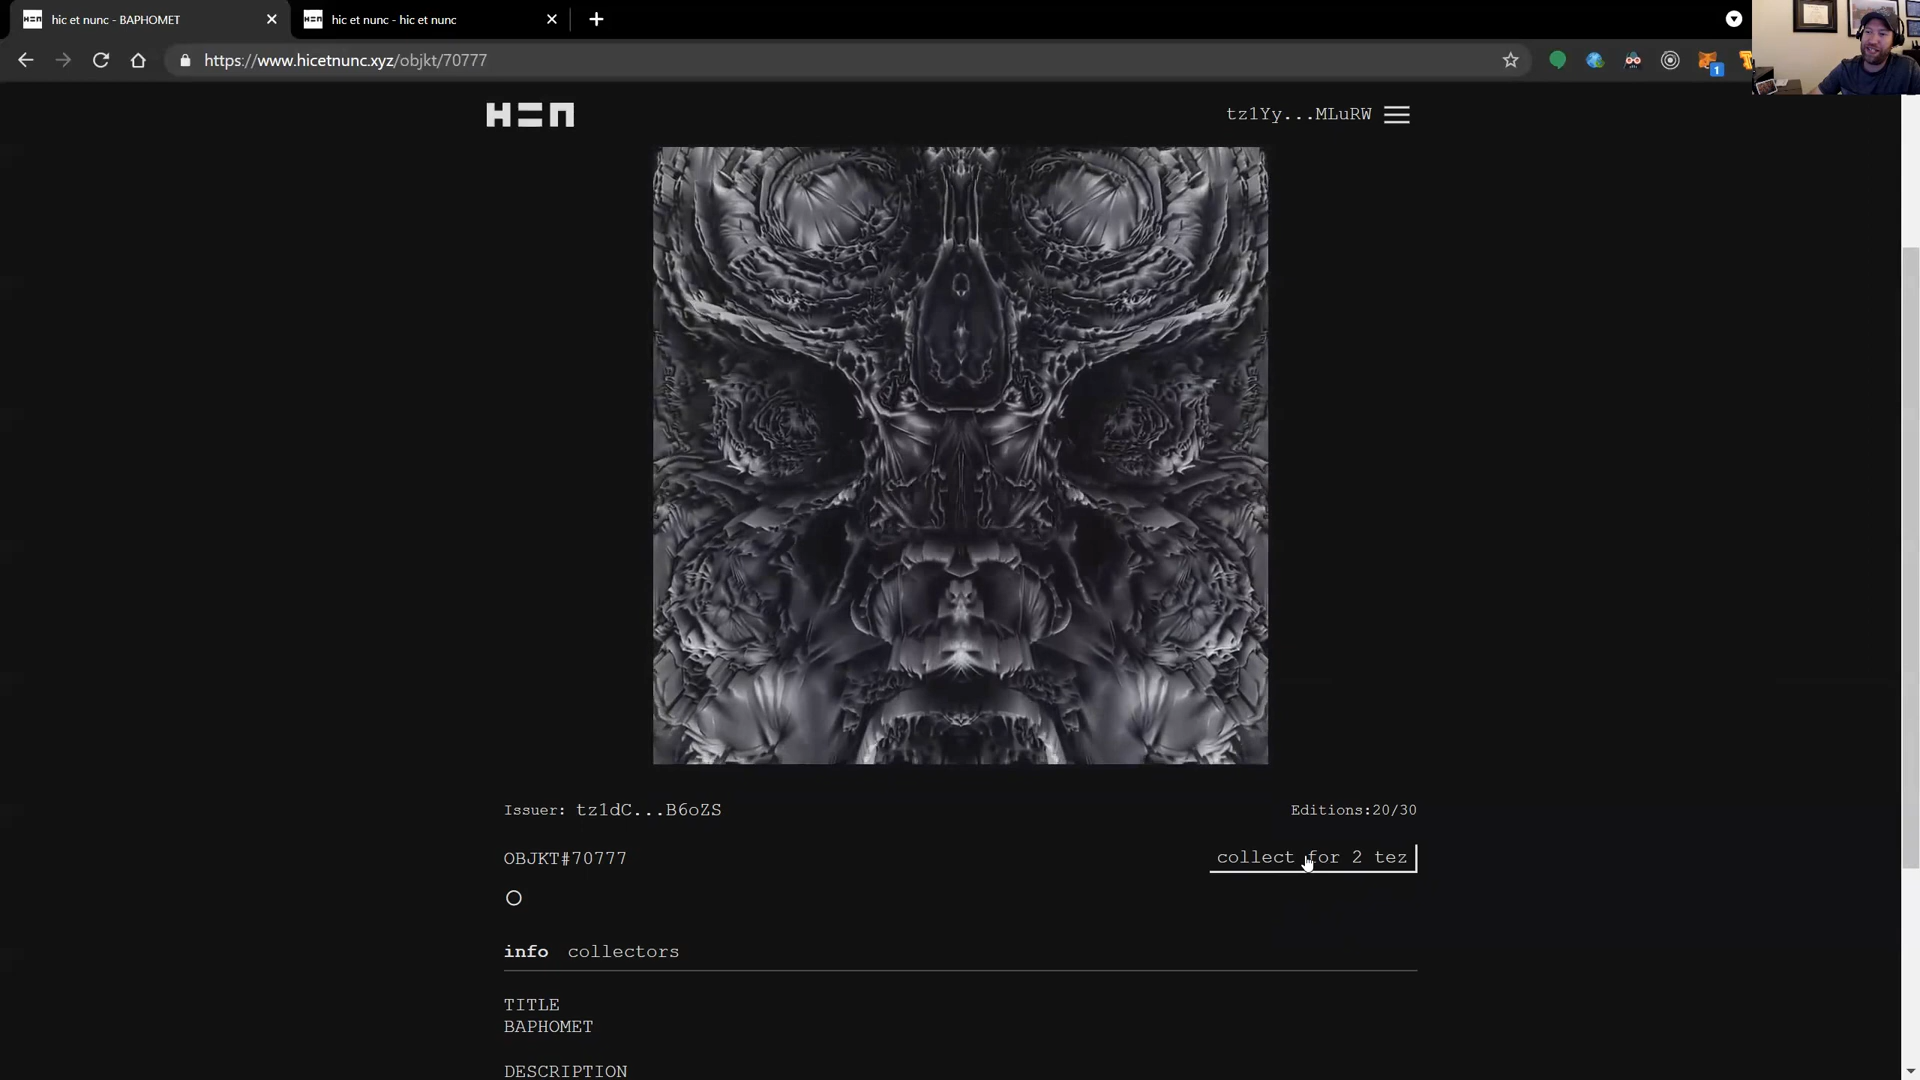 hic et nunc - BAPHOMET
hic et nunc - hic et nunc
https://www.hicetnunc.xyz/objkt/70777
1
tz1Yy...MLuRW
Issuer: tz1dC...B6oZS
Editions:20/30
OBJKT#70777
collect for 2 tez
info collectors
TITLE
BAPHOMET
DESCRIPTION